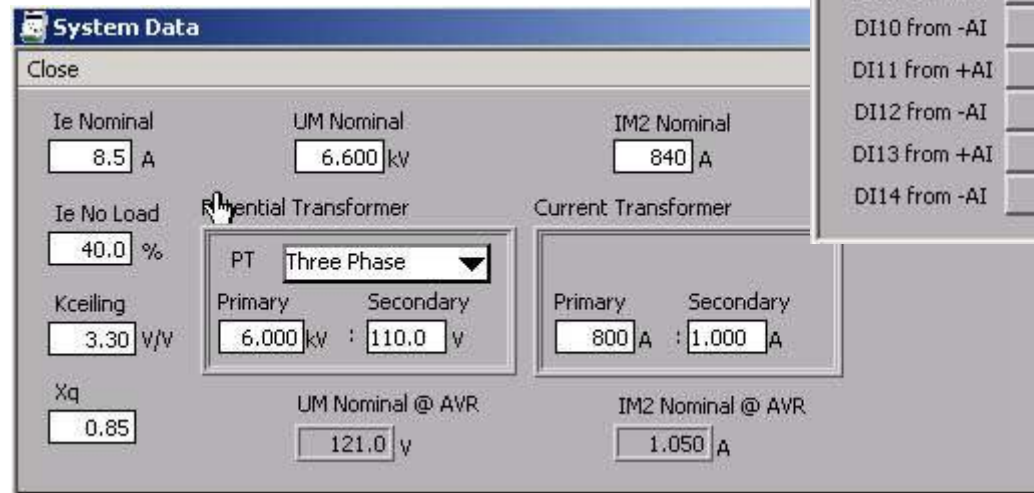 System Data
Close
Ie Nominal UM Nominal IM2 Nominal
8.5 A 6.600 kV 840 A
Ie No Load Potential Transformer Current Transformer
40.0 % PT Three Phase
Kceiling Primary Secondary Primary Secondary
3.30 V/V 6.000 kV : 110.0 V 800 A : 1.000 A
Xq UM Nominal @ AVR IM2 Nominal @ AVR
0.85 121.0 V 1.050 A
DI10 from -AI
DI11 from +AI
DI12 from -AI
DI13 from +AI
DI14 from -AI